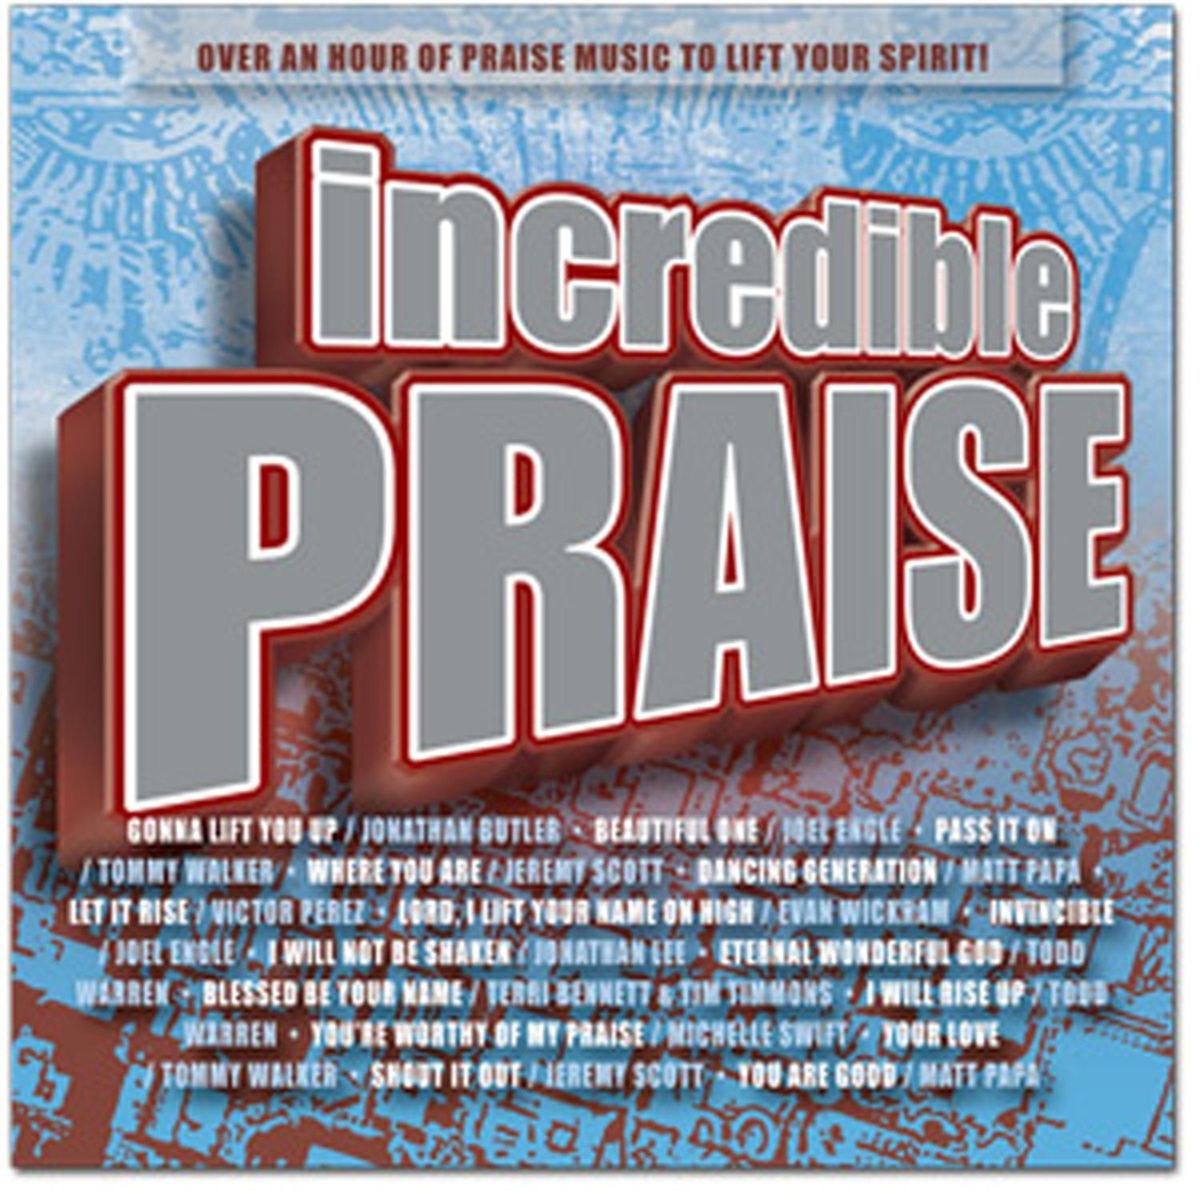 OVER AN HOUR OF PRAISE MUSIC TO LIFT YOUR SPIRIT!
incredible
PRAISE
GONNA LIFT YOU UP / JONATHAN BUTLER • BEAUTIFUL ONE / JOEL ENGLE • PASS IT ON
/ TOMMY WALKER • WHERE YOU ARE / JEREMY SCOTT • DANCING GENERATION / MATT PAPA •
LET IT RISE / VICTOR PEREZ • LORD, I LIFT YOUR NAME ON HIGH / EVAN WICKHAM • INVINCIBLE
/ JOEL ENGLE • I WILL NOT BE SHAKEN / JONATHAN LEE • ETERNAL WONDERFUL GOD / TODD
WARREN • BLESSED BE YOUR NAME / TERRI BENNETT & TIM TIMMONS • I WILL RISE UP / TODD
WARREN • YOU'RE WORTHY OF MY PRAISE / MICHELLE SWIFT • YOUR LOVE
/ TOMMY WALKER • SHOUT IT OUT / JEREMY SCOTT • YOU ARE GOOD / MATT PAPA